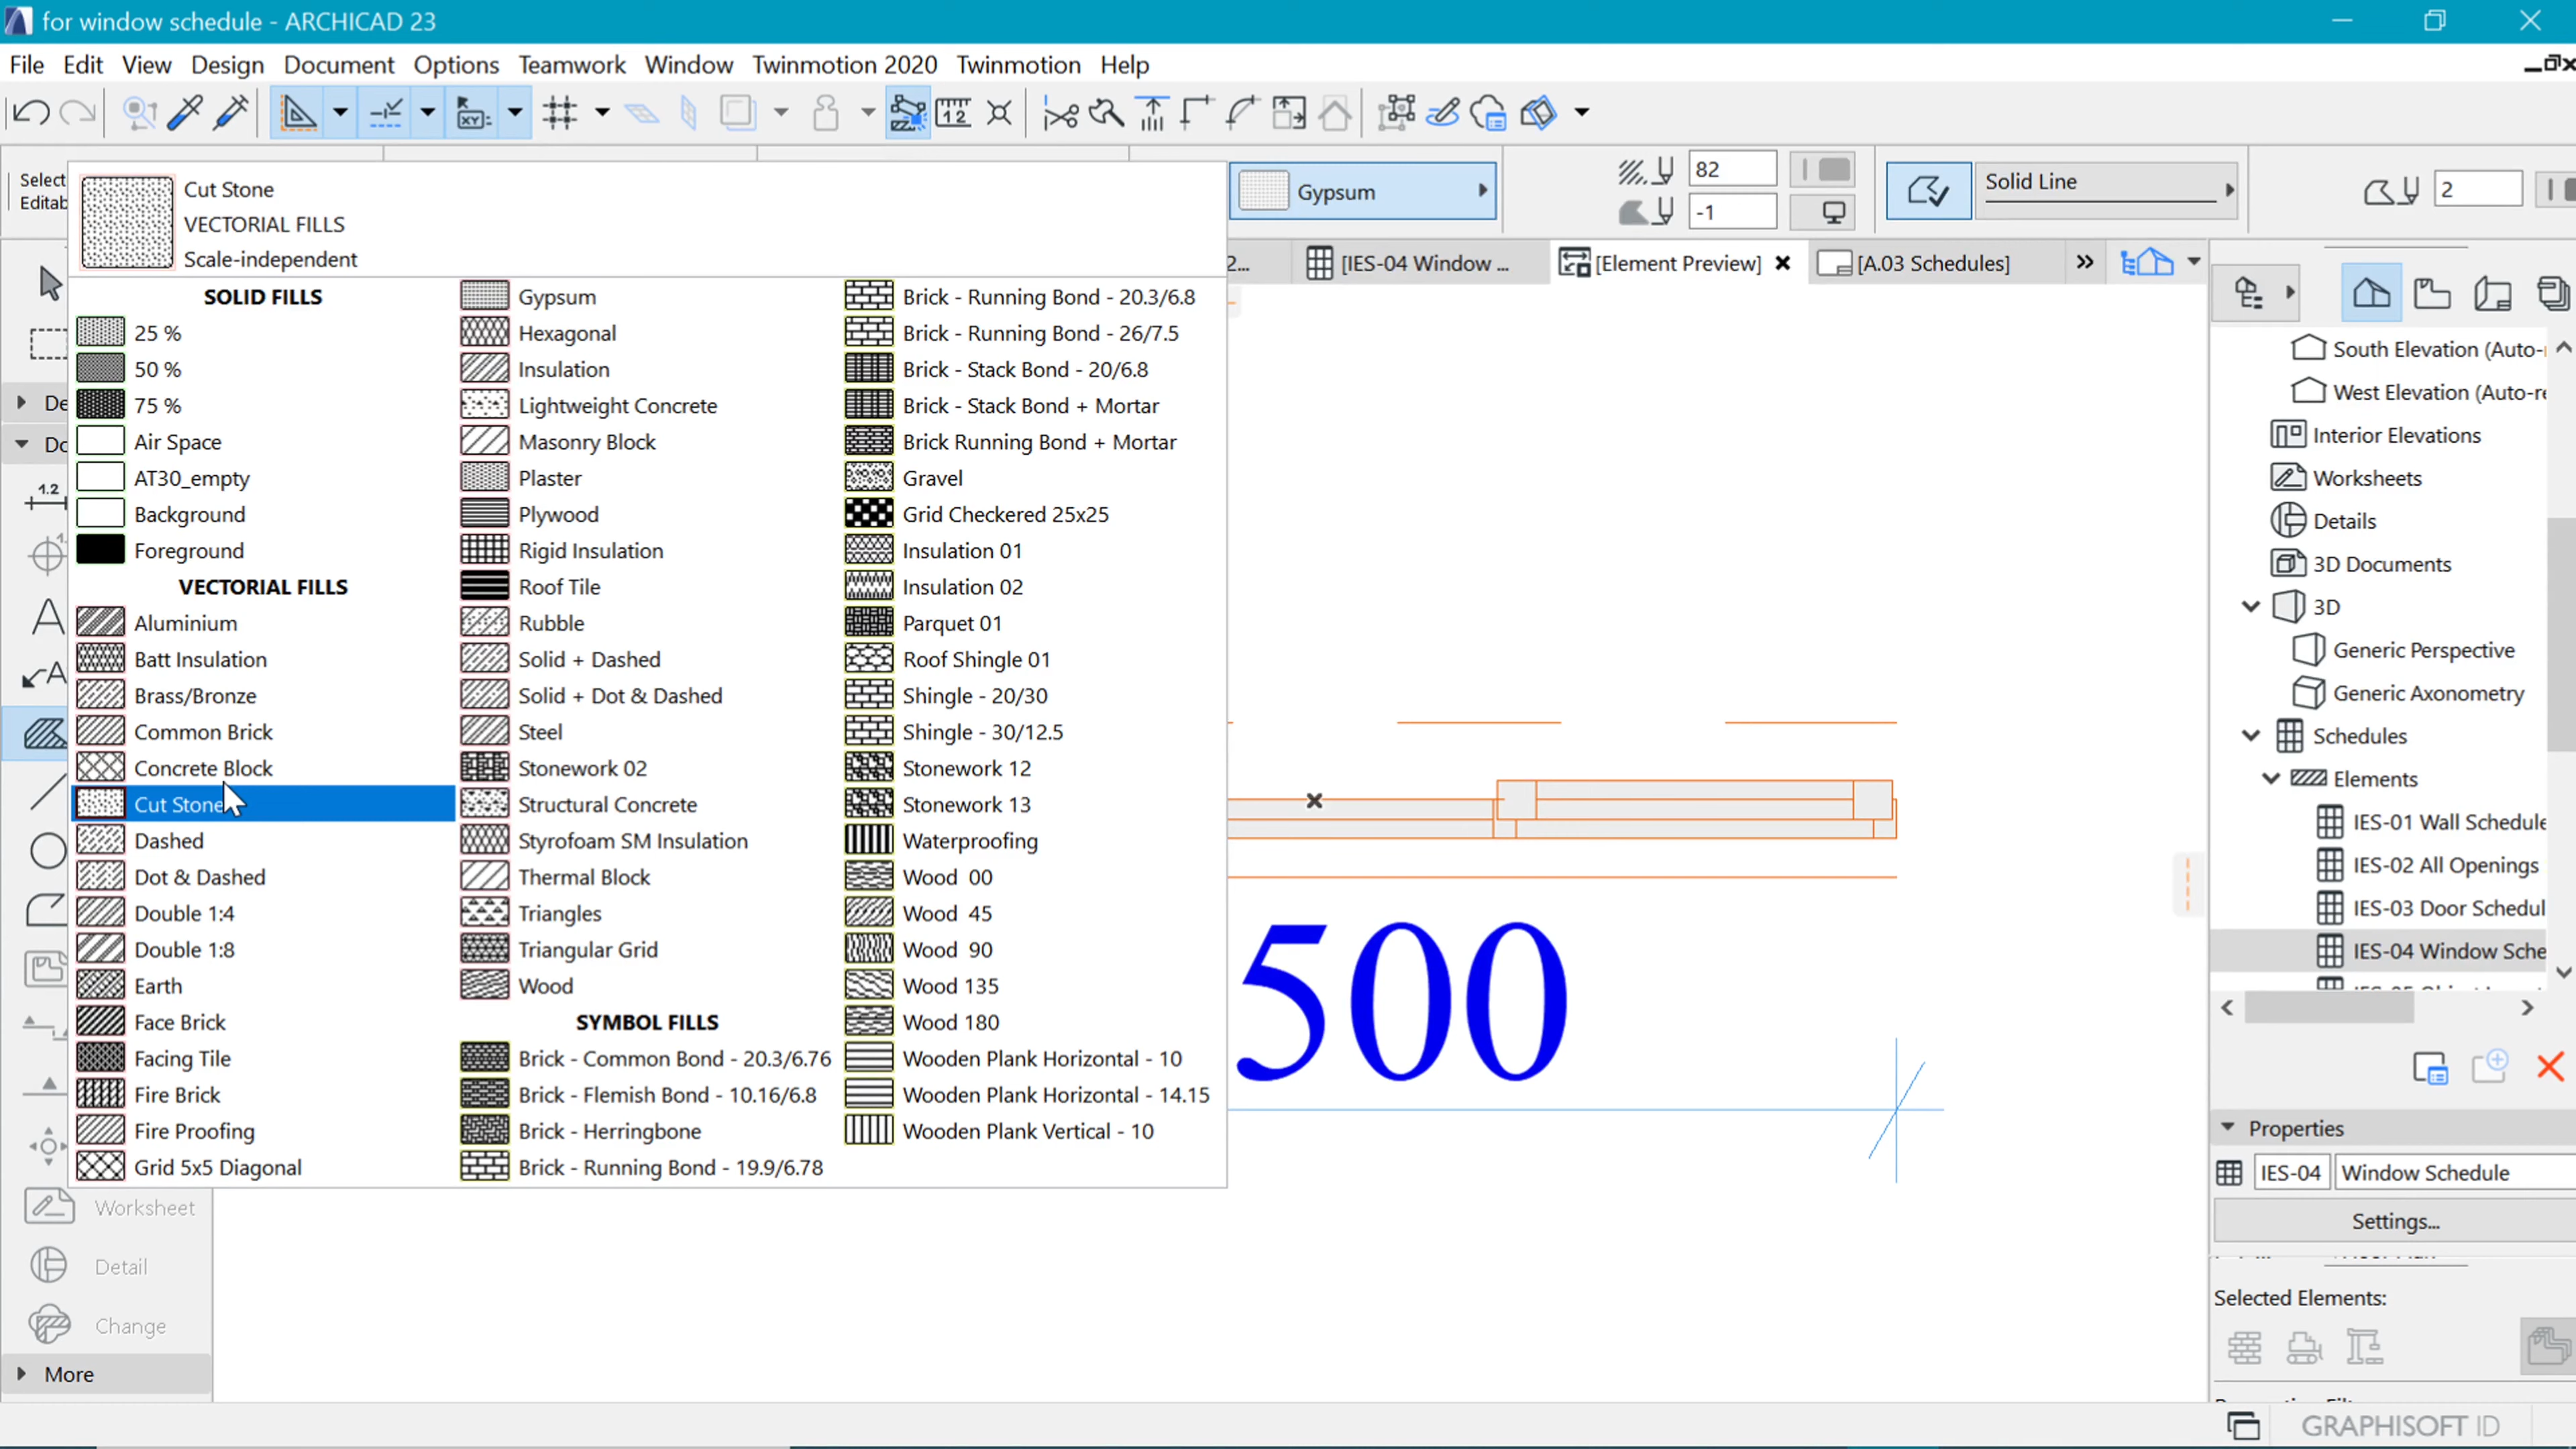 for window schedule - ARCHICAD 23
File Edit View Design Document Options Teamwork Window Twinmotion 2020 Twinmotion Help
Select
Editab
Cut Stone
VECTORIAL FILLS
Scale-independent
Gypsum
82
-1
Solid Line
2
2...
[IES-04 Window ...
[Element Preview]
[A.03 Schedules]
De
Do
1.2
SOLID FILLS
25 %
50 %
75 %
Air Space
AT30_empty
Background
Foreground
VECTORIAL FILLS
Aluminium
Batt Insulation
Brass/Bronze
Common Brick
Concrete Block
Cut Stone
Dashed
Dot & Dashed
Double 1:4
Double 1:8
Earth
Face Brick
Facing Tile
Fire Brick
Fire Proofing
Grid 5x5 Diagonal
Gypsum
Hexagonal
Insulation
Lightweight Concrete
Masonry Block
Plaster
Plywood
Rigid Insulation
Roof Tile
Rubble
Solid + Dashed
Solid + Dot & Dashed
Steel
Stonework 02
Structural Concrete
Styrofoam SM Insulation
Thermal Block
Triangles
Triangular Grid
Wood
SYMBOL FILLS
Brick - Common Bond - 20.3/6.76
Brick - Flemish Bond - 10.16/6.8
Brick - Herringbone
Brick - Running Bond - 19.9/6.78
Brick - Running Bond - 20.3/6.8
Brick - Running Bond - 26/7.5
Brick - Stack Bond - 20/6.8
Brick - Stack Bond + Mortar
Brick Running Bond + Mortar
Gravel
Grid Checkered 25x25
Insulation 01
Insulation 02
Parquet 01
Roof Shingle 01
Shingle - 20/30
Shingle - 30/12.5
Stonework 12
Stonework 13
Waterproofing
Wood 00
Wood 45
Wood 90
Wood 135
Wood 180
Wooden Plank Horizontal - 10
Wooden Plank Horizontal - 14.15
Wooden Plank Vertical - 10
Worksheet
Detail
Change
More
500
South Elevation (Auto-
West Elevation (Auto-re
Interior Elevations
Worksheets
Details
3D Documents
3D
Generic Perspective
Generic Axonometry
Schedules
Elements
IES-01 Wall Schedule
IES-02 All Openings
IES-03 Door Schedul
IES-04 Window Sche
Properties
IES-04
Window Schedule
Settings...
Selected Elements:
GRAPHISOFT ID